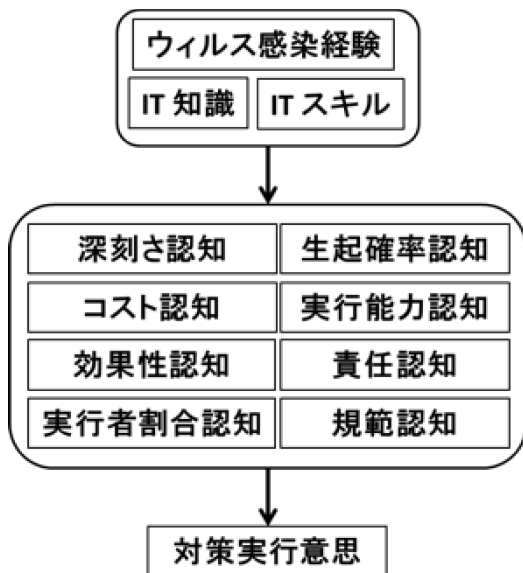 ウィルス感染経験
IT 知識 IT スキル
深刻さ認知 生起確率認知
コスト認知 実行能力認知
効果性認知 責任認知
実行者割合認知 規範認知
対策実行意思